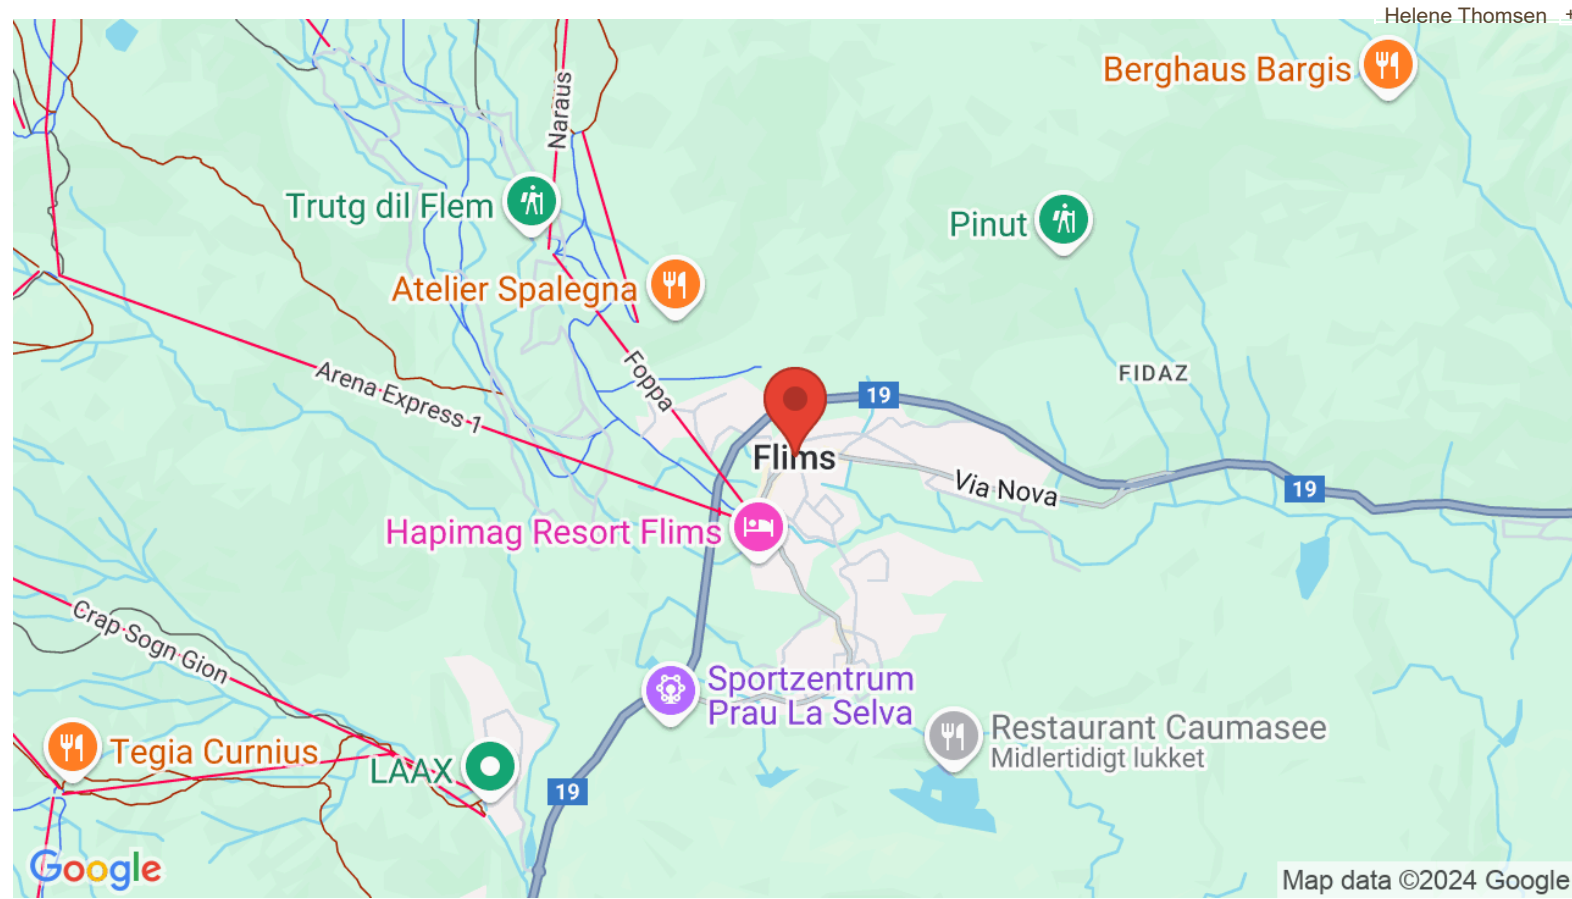 Helene Thomsen +
Berghaus Bargis
Naraus
Trutg dil Flem
Pinut
Atelier Spalegna
Foppa
FIDAZ
Arena Express 1
19
Flims
Via Nova
19
Hapimag Resort Flims
Crap Sogn Gion
Sportzentrum
Prau La Selva
Restaurant Caumasee
Midlertidigt lukket
Tegia Curnius
LAAX
19
Google
Map data ©2024 Google